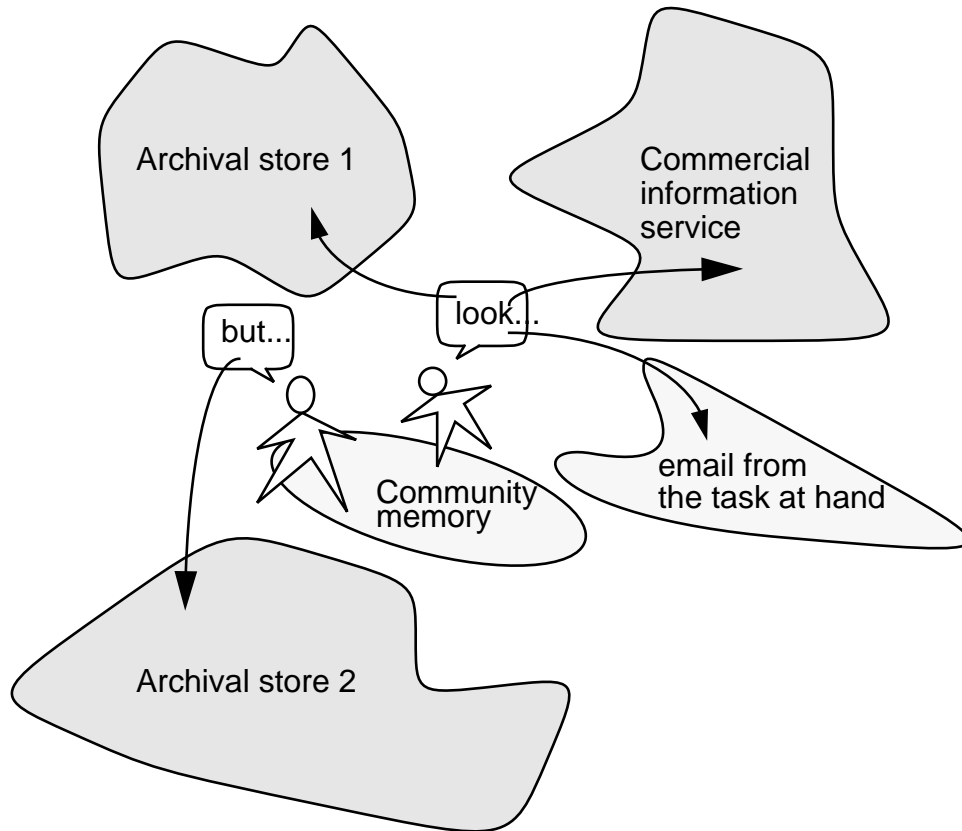 Archival store 1
Commercial
information
service
but...
look...
Community
memory
email from
the task at hand
Archival store 2